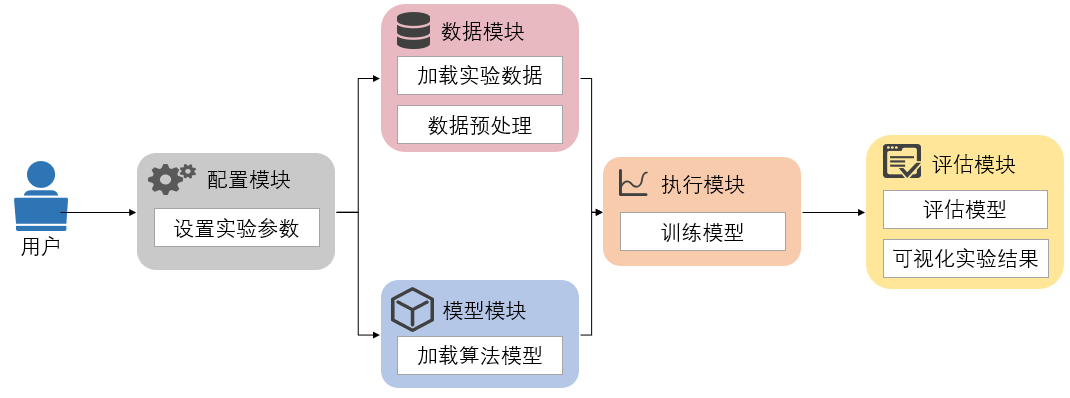 用户
配置模块
设置实验参数
数据模块
加载实验数据
数据预处理
模型模块
加载算法模型
执行模块
训练模型
评估模块
评估模型
可视化实验结果